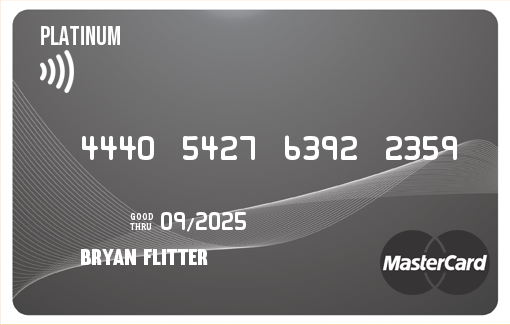 PLATINUM
4440 5427 6392 2359
GOOD THRU 09/2025
BRYAN FLITTER
MasterCard